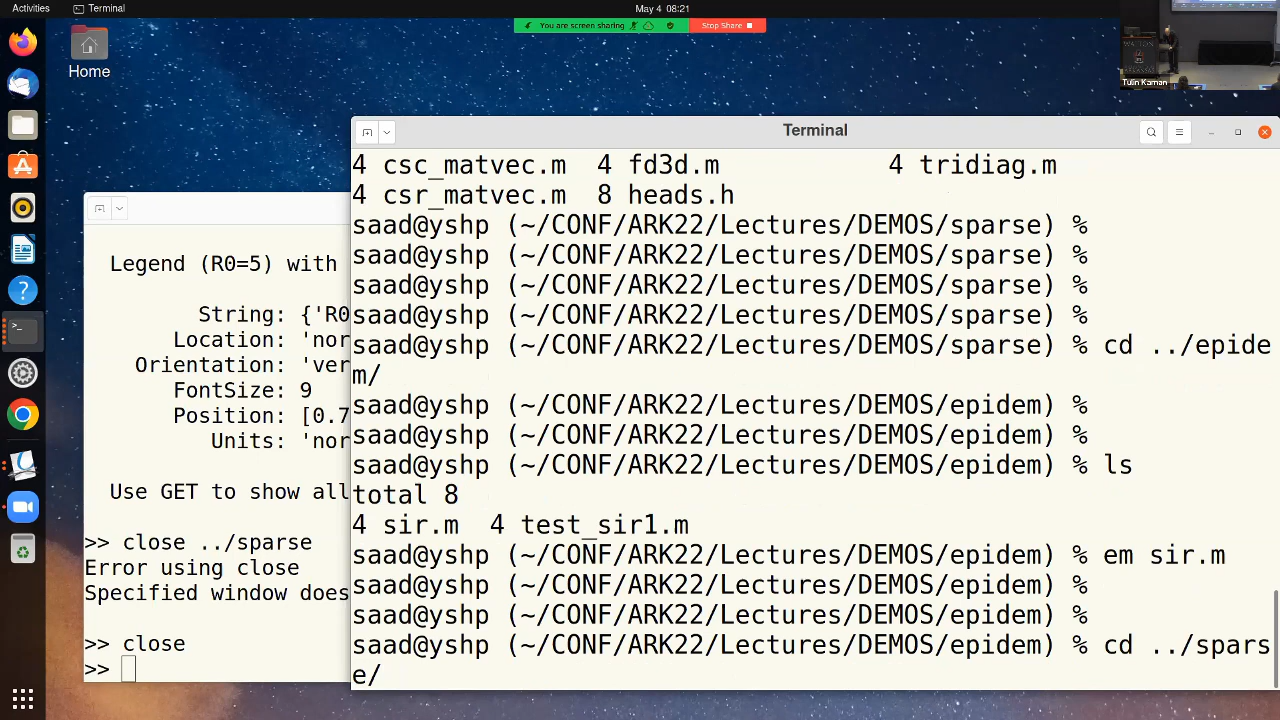 Activities
Terminal
May 4 08:21
You are screen sharing
Stop Share
Home
WALTON
Tulin Kaman
Legend (R0=5) with
String: {'R0
Location: 'nor
Orientation: 'ver
FontSize: 9
Position: [0.7
Units: 'nor
Use GET to show all
>> close ../sparse
Error using close
Specified window does
>> close
>>
Terminal
4 csc_matvec.m 4 fd3d.m 4 tridiag.m
4 csr_matvec.m 8 heads.h
saad@yshp (~/CONF/ARK22/Lectures/DEMOS/sparse) %
saad@yshp (~/CONF/ARK22/Lectures/DEMOS/sparse) %
saad@yshp (~/CONF/ARK22/Lectures/DEMOS/sparse) %
saad@yshp (~/CONF/ARK22/Lectures/DEMOS/sparse) %
saad@yshp (~/CONF/ARK22/Lectures/DEMOS/sparse) % cd ../epide
m/
saad@yshp (~/CONF/ARK22/Lectures/DEMOS/epidem) %
saad@yshp (~/CONF/ARK22/Lectures/DEMOS/epidem) %
saad@yshp (~/CONF/ARK22/Lectures/DEMOS/epidem) % ls
total 8
4 sir.m 4 test_sir1.m
saad@yshp (~/CONF/ARK22/Lectures/DEMOS/epidem) % em sir.m
saad@yshp (~/CONF/ARK22/Lectures/DEMOS/epidem) %
saad@yshp (~/CONF/ARK22/Lectures/DEMOS/epidem) %
saad@yshp (~/CONF/ARK22/Lectures/DEMOS/epidem) % cd ../spars
e/